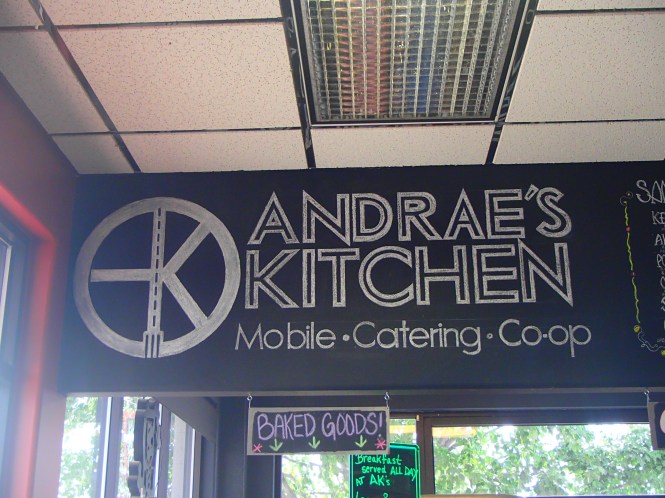 ANDRAE'S
KITCHEN
Mobile • Catering • Co-op
BAKED GOODS!
Breakfast
served ALL DAY
AT AK's